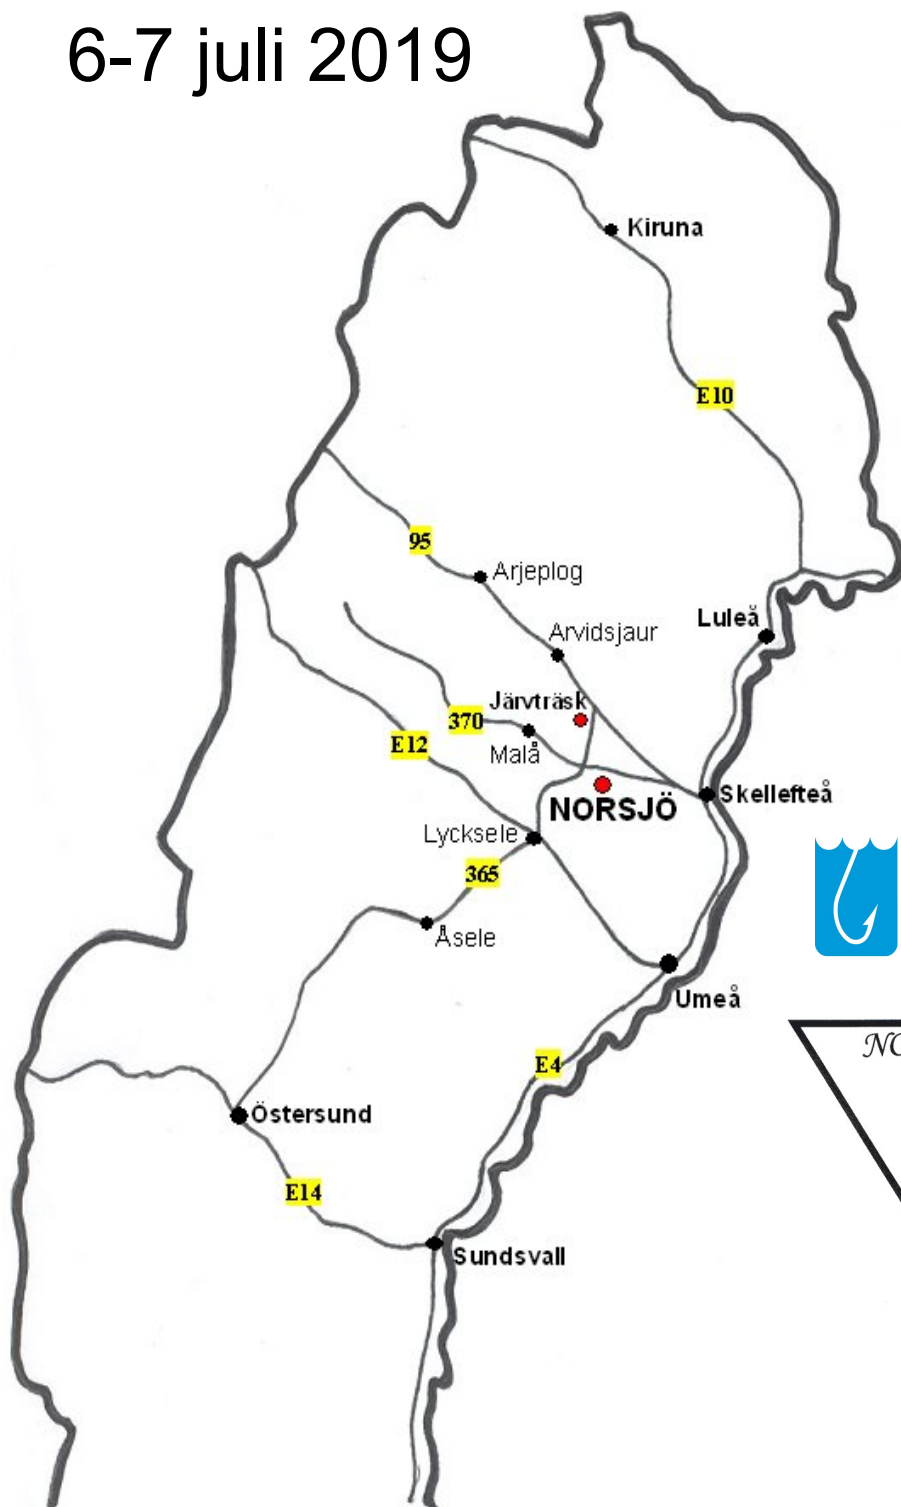 6-7 juli 2019
Kiruna
E10
95
Arjeplog
Luleå
Arvidsjaur
Järvträsk
370
E12
Malå
Skellefteå
NORSJÖ
Lycksele
365
Åsele
Umeå
E4
Östersund
E14
Sundsvall